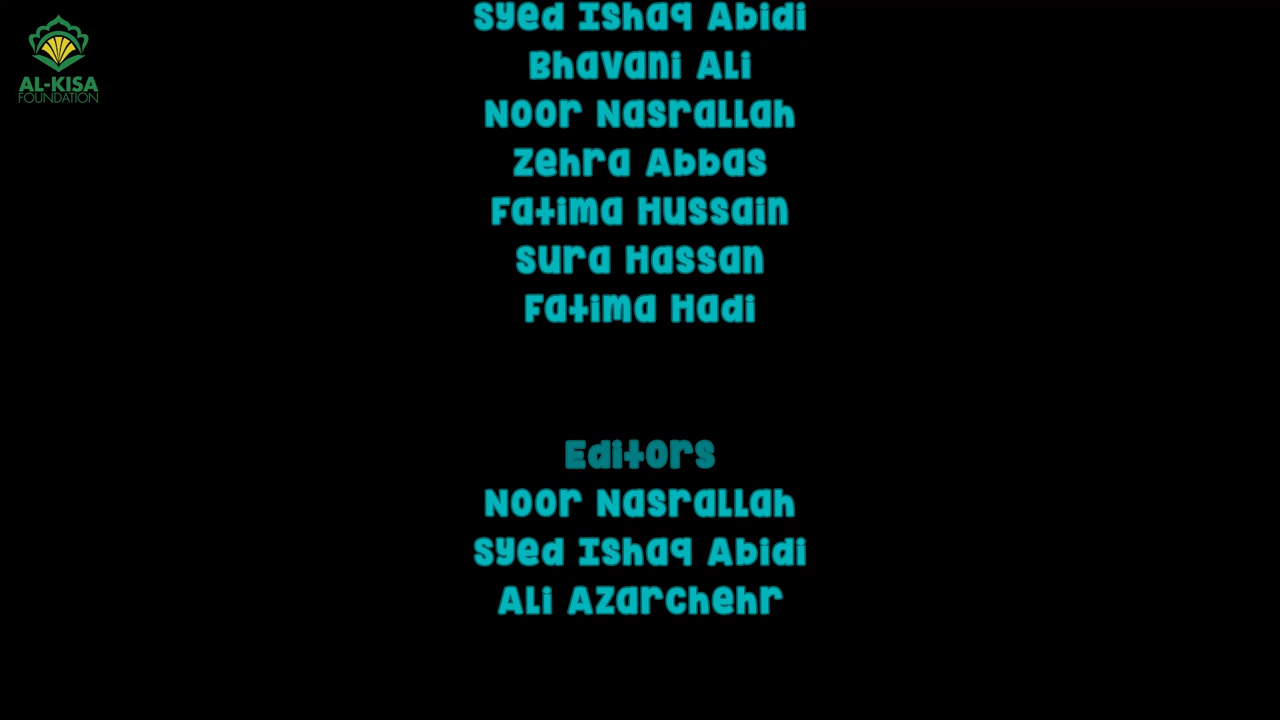 AL-KISA
FOUNDATION
Syed Ishaq Abidi
Bhavani Ali
Noor Nasrallah
Zehra Abbas
Fatima Hussain
Sura Hassan
Fatima Hadi
Editors
Noor Nasrallah
Syed Ishaq Abidi
Ali Azarchehr